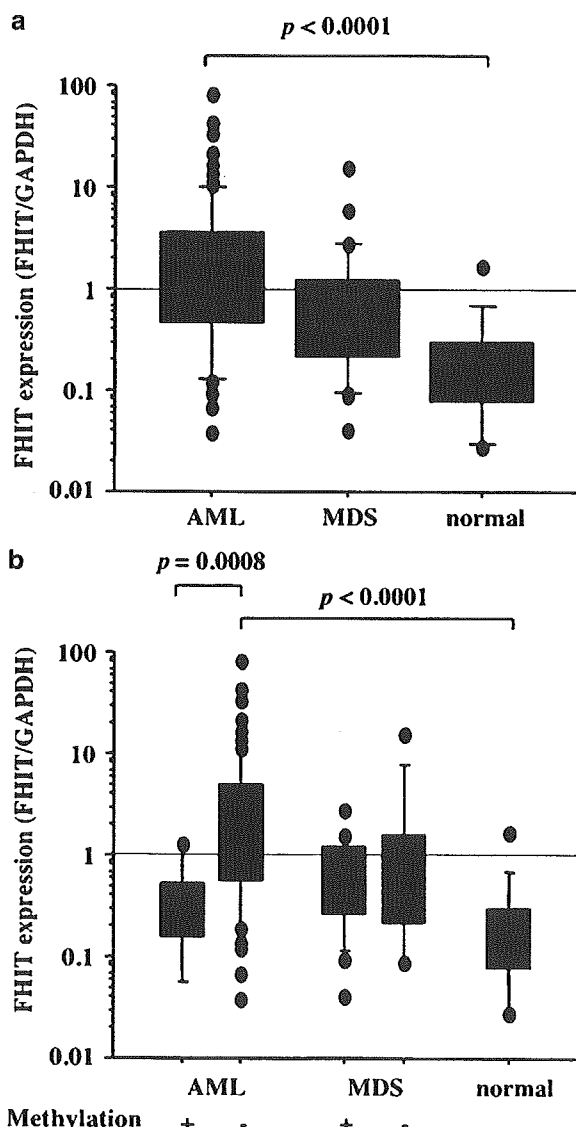 a
p < 0.0001
FHIT expression (FHIT/GAPDH)
100
10
1
0.1
0.01
AML MDS normal
b
p = 0.0008
p < 0.0001
FHIT expression (FHIT/GAPDH)
100
10
1
0.1
0.01
AML MDS normal
Methylation + - + -